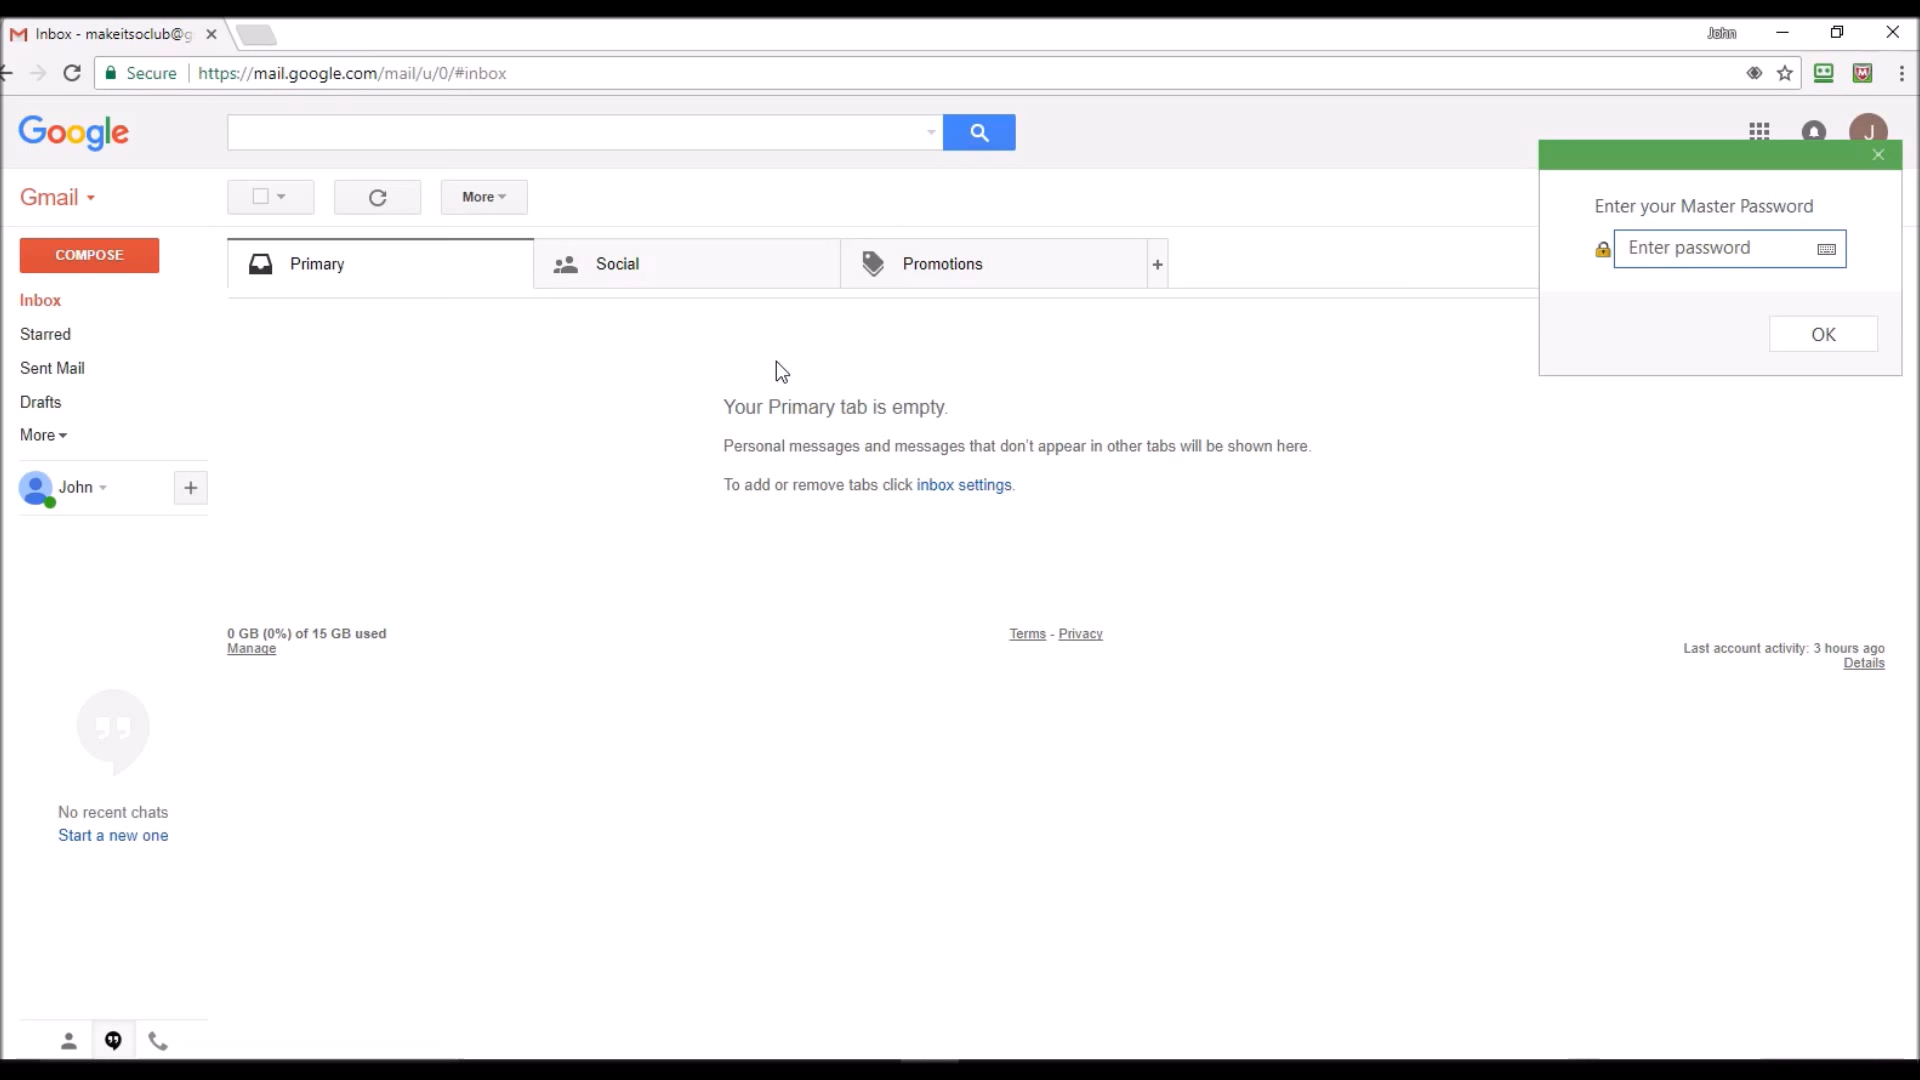 Inbox - makeitsoclub@g
John
Secure
https://mail.google.com/mail/u/0/#inbox
Google
J
Gmail
More
Enter your Master Password
Enter password
OK
COMPOSE
Primary
Social
Promotions
+
Inbox
Starred
Sent Mail
Drafts
More
John
+
Your Primary tab is empty.
Personal messages and messages that don't appear in other tabs will be shown here.
To add or remove tabs click inbox settings.
0 GB (0%) of 15 GB used
Manage
Terms - Privacy
Last account activity: 3 hours ago
Details
No recent chats
Start a new one